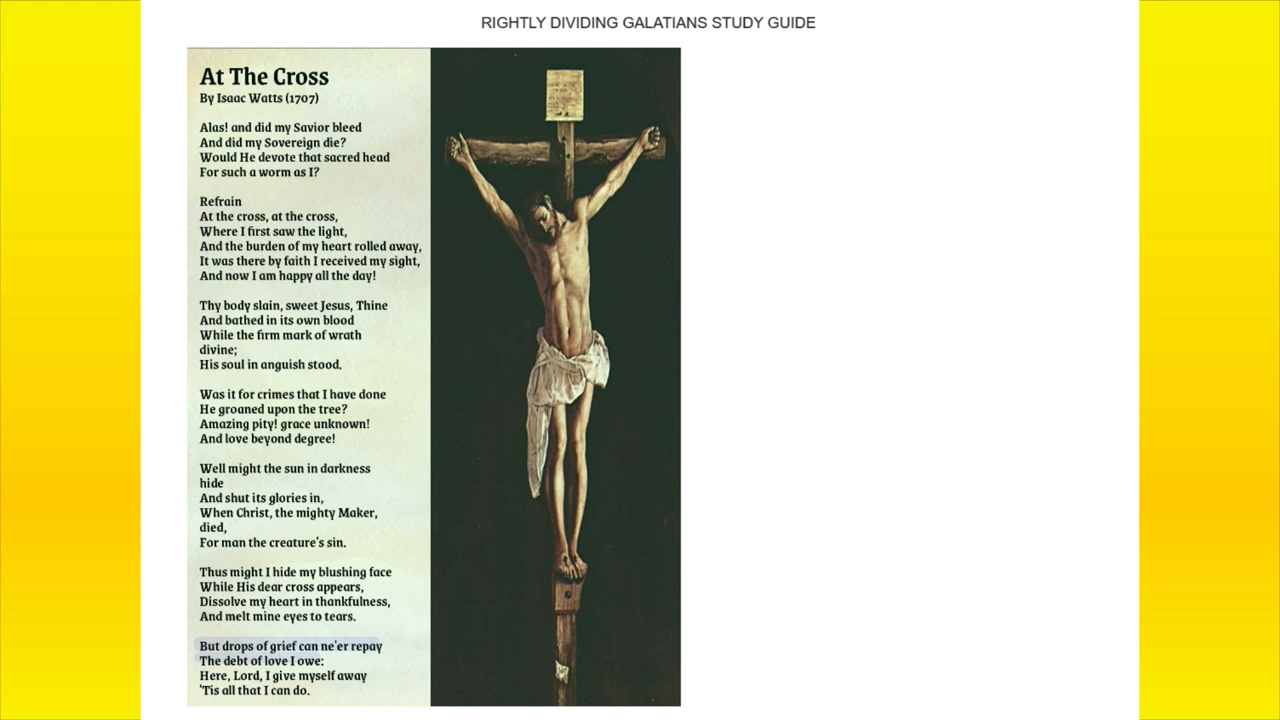 RIGHTLY DIVIDING GALATIANS STUDY GUIDE
At The Cross
By Isaac Watts (1707)
Alas! and did my Savior bleed
And did my Sovereign die?
Would He devote that sacred head
For such a worm as I?
Refrain
At the cross, at the cross,
Where I first saw the light,
And the burden of my heart rolled away,
It was there by faith I received my sight,
And now I am happy all the day!
Thy body slain, sweet Jesus, Thine
And bathed in its own blood
While the firm mark of wrath
divine;
His soul in anguish stood.
Was it for crimes that I have done
He groaned upon the tree?
Amazing pity! grace unknown!
And love beyond degree!
Well might the sun in darkness
hide
And shut its glories in,
When Christ, the mighty Maker,
died,
For man the creature's sin.
Thus might I hide my blushing face
While His dear cross appears,
Dissolve my heart in thankfulness,
And melt mine eyes to tears.
But drops of grief can ne'er repay
The debt of love I owe:
Here, Lord, I give myself away
'Tis all that I can do.